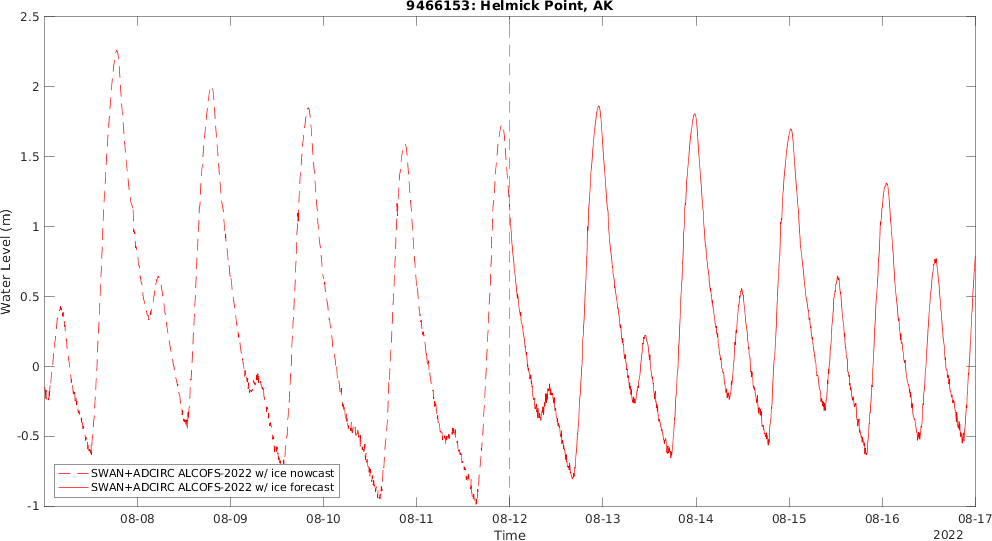 9466153: Helmick Point, AK
2.5
2
1.5
1
0.5
0
-0.5
-1
Water Level (m)
SWAN+ADCIRC ALCOFS-2022 w/ ice nowcast
SWAN+ADCIRC ALCOFS-2022 w/ ice forecast
08-08 08-09 08-10 08-11 08-12 08-13 08-14 08-15 08-16 08-17
Time
2022